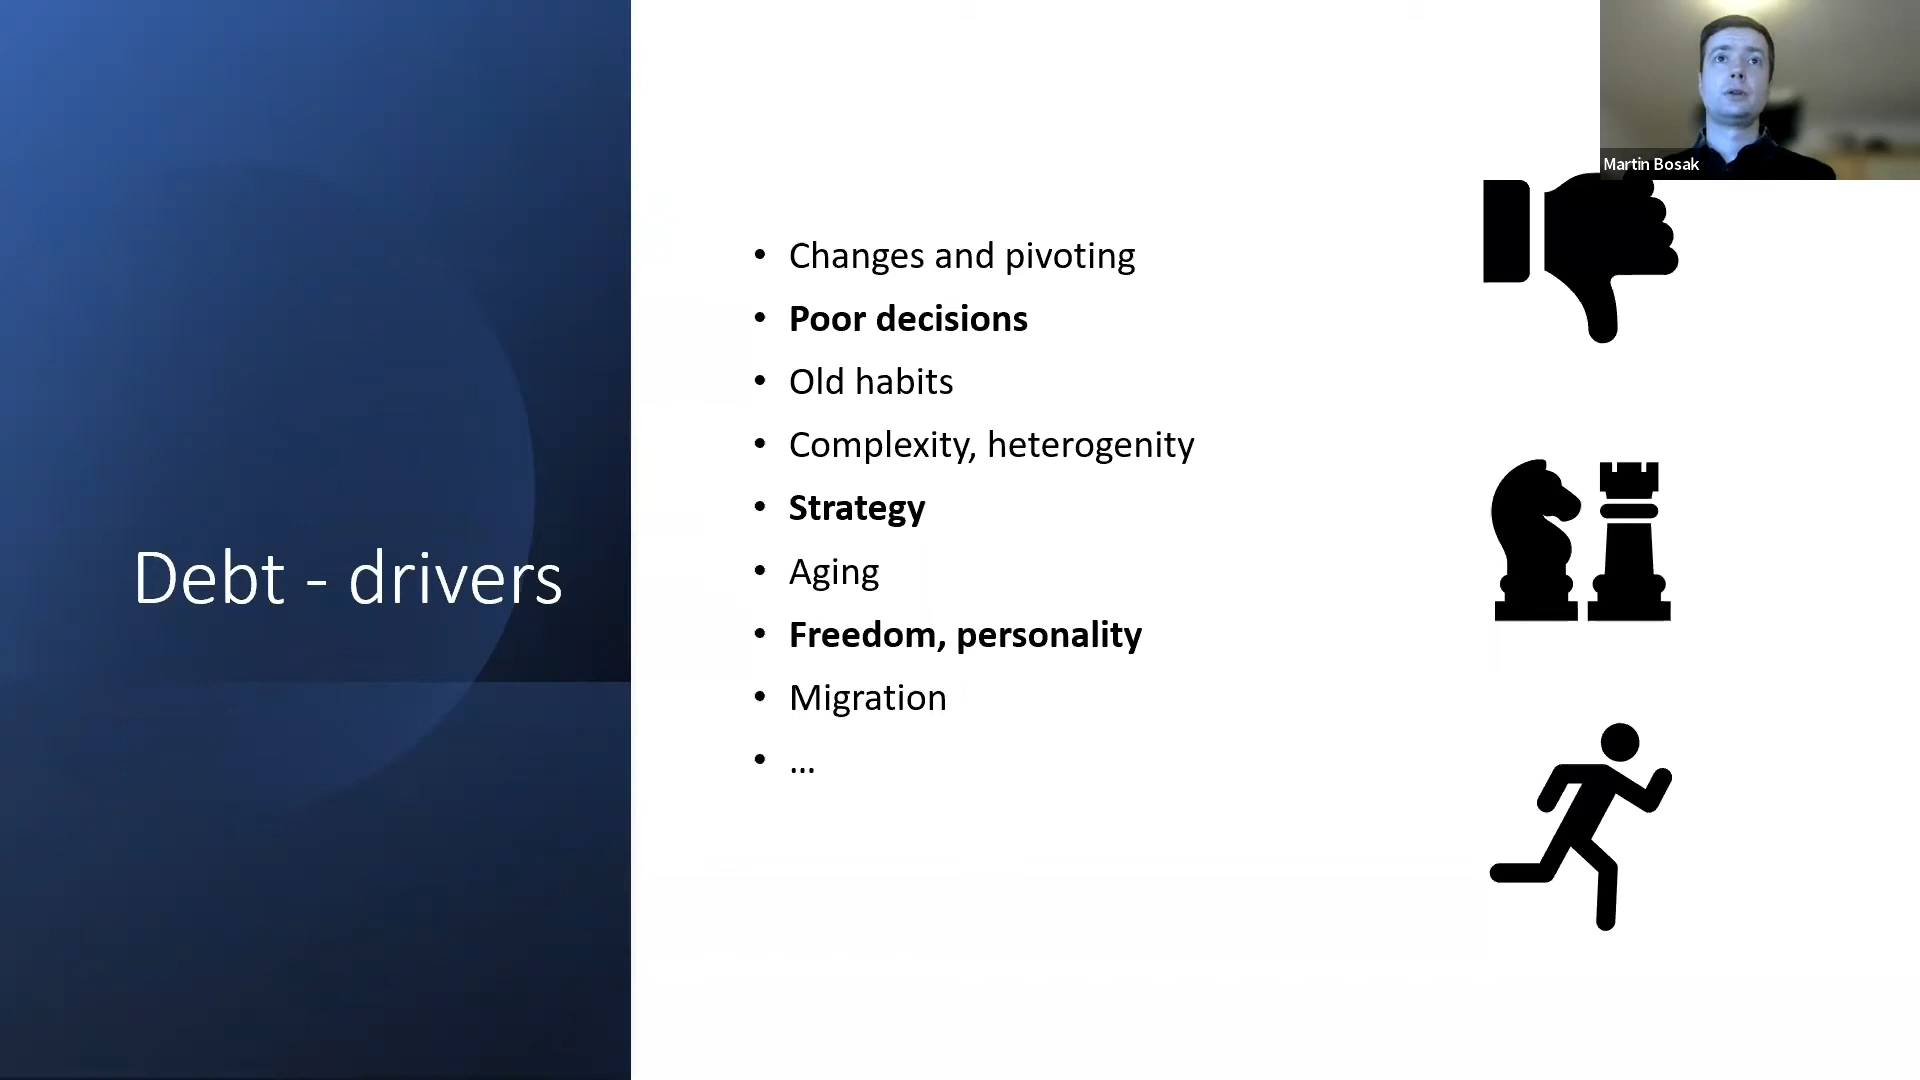 Debt - drivers
• Changes and pivoting
• Poor decisions
• Old habits
• Complexity, heterogenity
• Strategy
• Aging
• Freedom, personality
• Migration
• ...
Martin Bosak